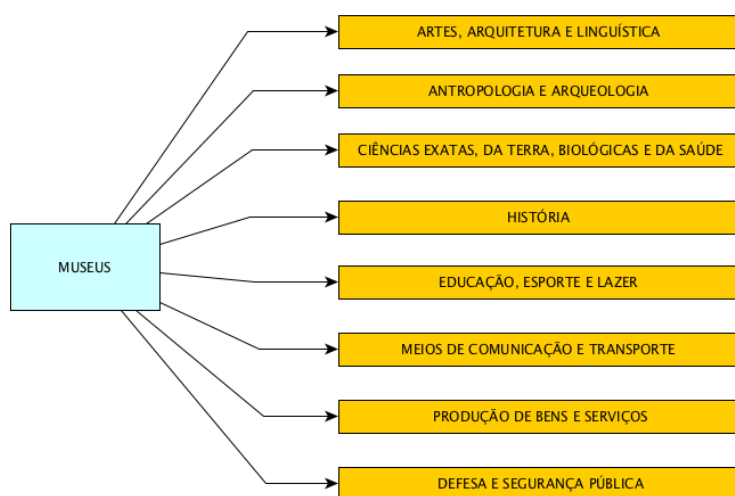 ARTES, ARQUITETURA E LINGUÍSTICA
ANTROPOLOGIA E ARQUEOLOGIA
CIÊNCIAS EXATAS, DA TERRA, BIOLÓGICAS E DA SAÚDE
HISTÓRIA
MUSEUS
EDUCAÇÃO, ESPORTE E LAZER
MEIOS DE COMUNICAÇÃO E TRANSPORTE
PRODUÇÃO DE BENS E SERVIÇOS
DEFESA E SEGURANÇA PÚBLICA